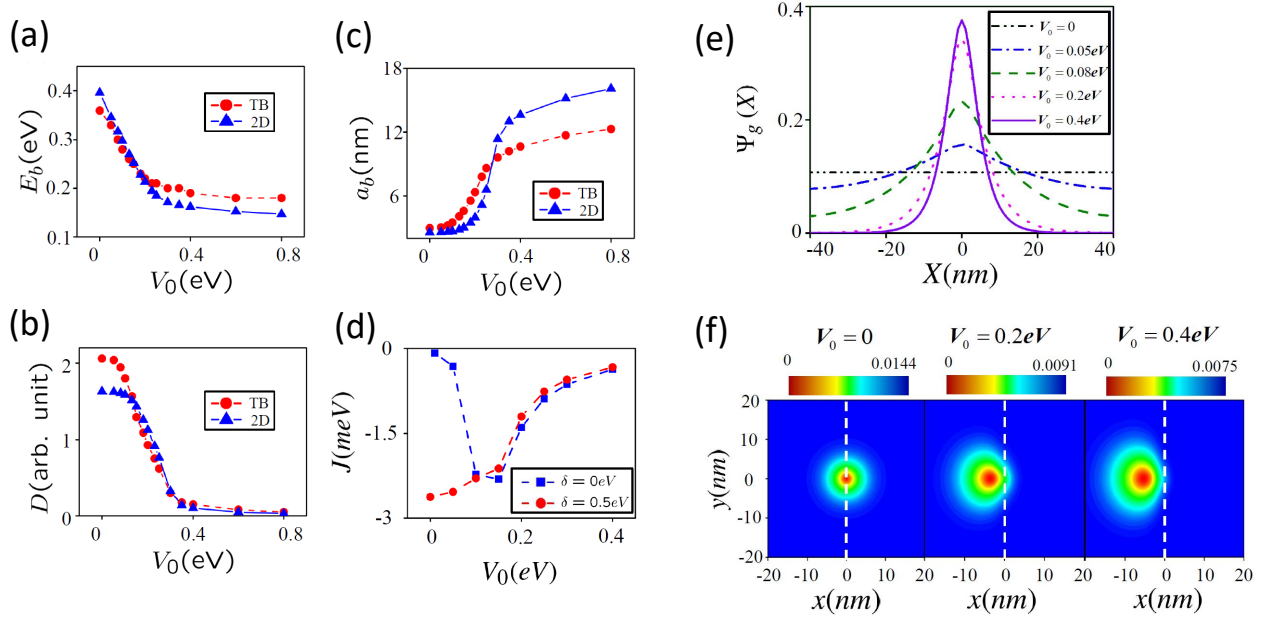 (a)
E_b(eV)
0.4
0.3
0.2
0.1
TB
2D
0
0.4
0.8
V_0(eV)
(b)
D(arb. unit)
2
1
0
TB
2D
0
0.4
0.8
V_0(eV)
(c)
a_b(nm)
18
12
6
TB
2D
0
0.4
0.8
V_0(eV)
(d)
J(meV)
0
-1.5
-3
δ = 0eV
δ = 0.5eV
0
0.2
0.4
V_0(eV)
(e)
Ψ_g(X)
0.4
0.2
0
V_0 = 0
V_0 = 0.05eV
V_0 = 0.08eV
V_0 = 0.2eV
V_0 = 0.4eV
-40 -20 0 20 40
X(nm)
(f)
V_0 = 0 V_0 = 0.2eV V_0 = 0.4eV
0 0.0144 0 0.0091 0 0.0075
y(nm)
20
10
0
-10
-20
-20 -10 0 10 20 -10 0 10 20 -10 0 10 20
x(nm) x(nm) x(nm)